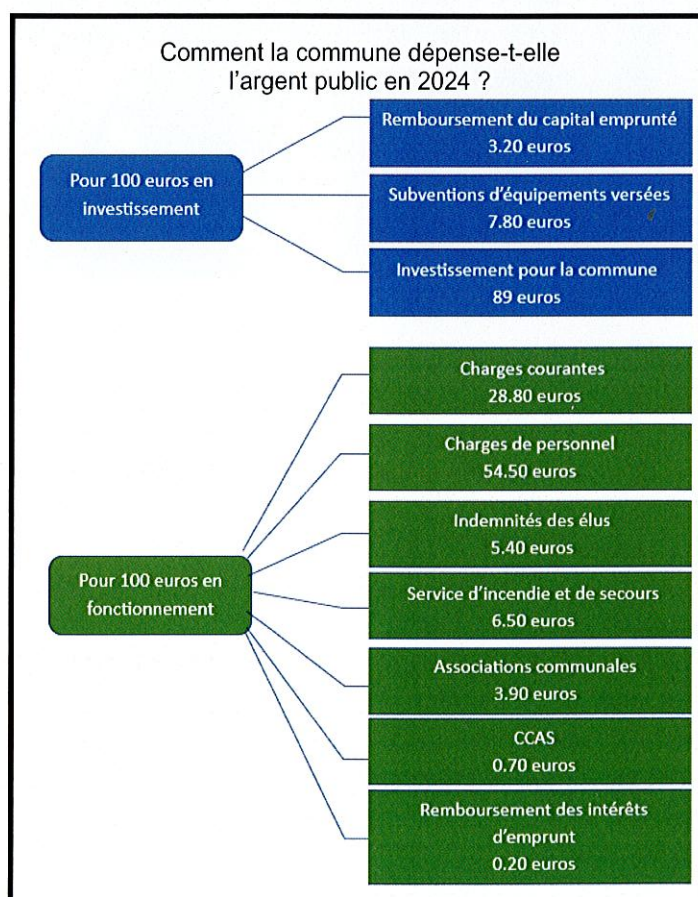 Comment la commune dépense-t-elle
l'argent public en 2024 ?
Pour 100 euros en
investissement
Remboursement du capital emprunté
3.20 euros
Subventions d'équipements versées
7.80 euros
Investissement pour la commune
89 euros
Pour 100 euros en
fonctionnement
Charges courantes
28.80 euros
Charges de personnel
54.50 euros
Indemnités des élus
5.40 euros
Service d'incendie et de secours
6.50 euros
Associations communales
3.90 euros
CCAS
0.70 euros
Remboursement des intérêts
d'emprunt
0.20 euros